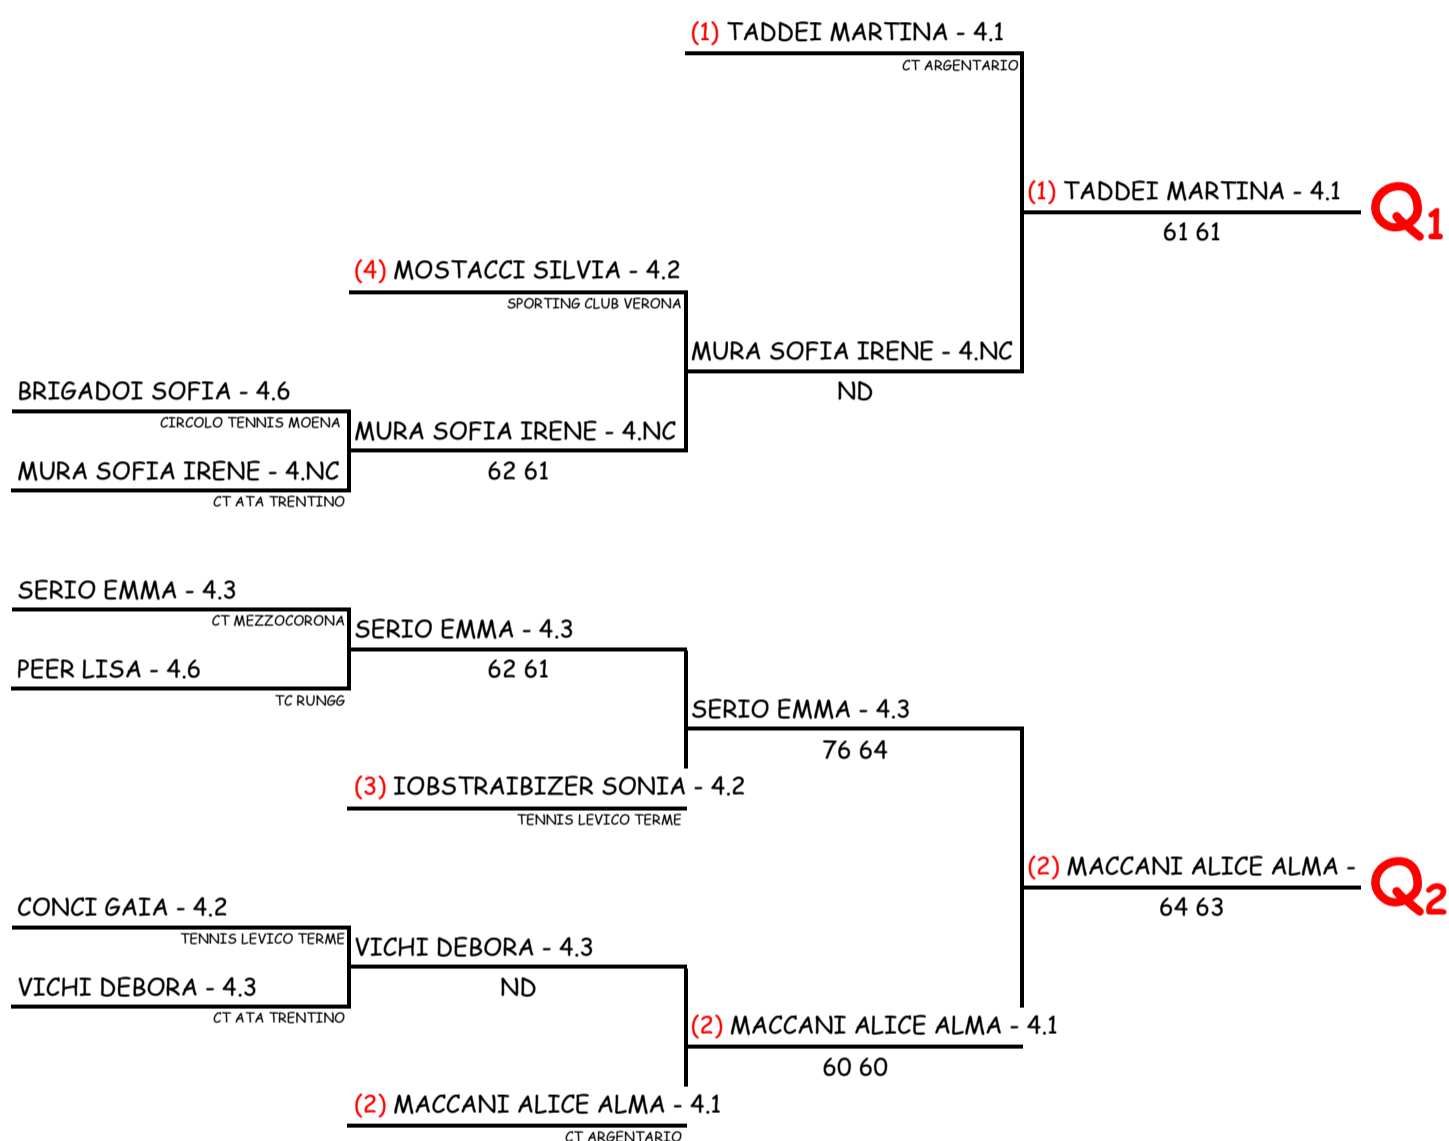 (1) TADDEI MARTINA - 4.1
CT ARGENTARIO
(1) TADDEI MARTINA - 4.1
Q1
61 61
(4) MOSTACCI SILVIA - 4.2
SPORTING CLUB VERONA
MURA SOFIA IRENE - 4.NC
ND
BRIGADOI SOFIA - 4.6
CIRCOLO TENNIS MOENA
MURA SOFIA IRENE - 4.NC
62 61
MURA SOFIA IRENE - 4.NC
CT ATA TRENTINO
SERIO EMMA - 4.3
CT MEZZOCORONA
SERIO EMMA - 4.3
62 61
PEER LISA - 4.6
TC RUNGG
SERIO EMMA - 4.3
76 64
(3) IOBSTRAIBIZER SONIA - 4.2
TENNIS LEVICO TERME
(2) MACCANI ALICE ALMA -
Q2
64 63
CONCI GAIA - 4.2
TENNIS LEVICO TERME
VICHI DEBORA - 4.3
ND
VICHI DEBORA - 4.3
CT ATA TRENTINO
(2) MACCANI ALICE ALMA - 4.1
60 60
(2) MACCANI ALICE ALMA - 4.1
CT ARGENTARIO